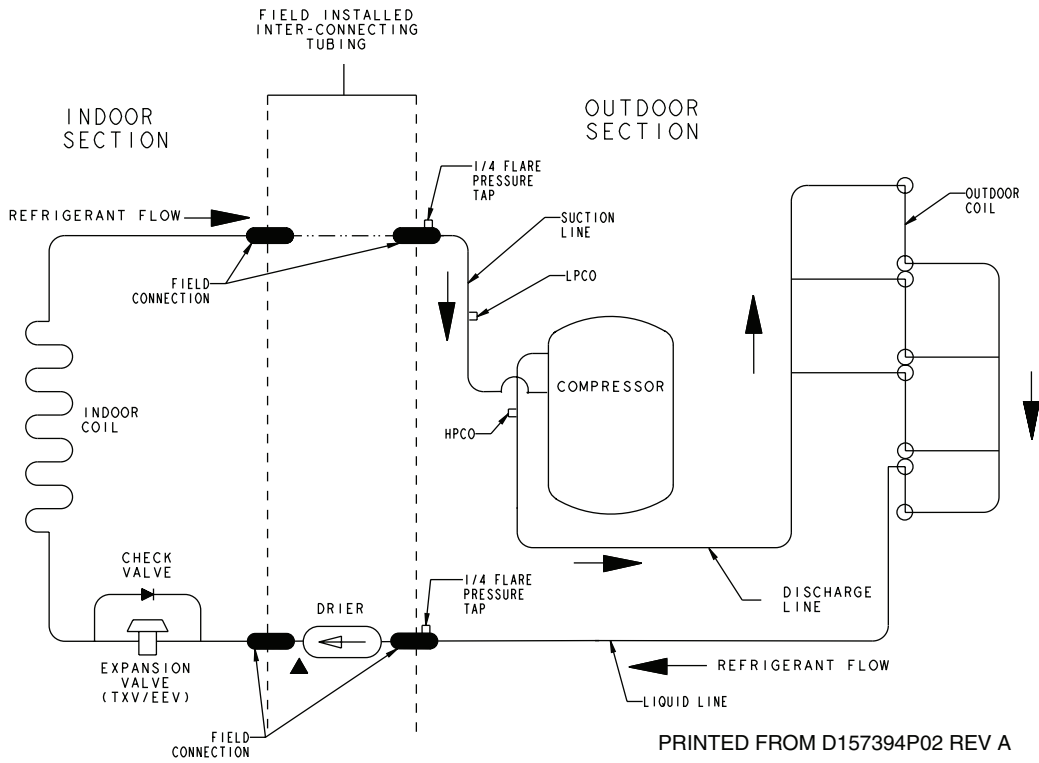 FIELD INSTALLED
INTER-CONNECTING
TUBING
INDOOR
SECTION
OUTDOOR
SECTION
1/4 FLARE
PRESSURE
TAP
REFRIGERANT FLOW
SUCTION
LINE
OUTDOOR
COIL
FIELD
CONNECTION
LPCO
COMPRESSOR
INDOOR
COIL
HPCO
CHECK
VALVE
DRIER
1/4 FLARE
PRESSURE
TAP
DISCHARGE
LINE
EXPANSION
VALVE
(TXV/EEV)
REFRIGERANT FLOW
LIQUID LINE
FIELD
CONNECTION
PRINTED FROM D157394P02 REV A